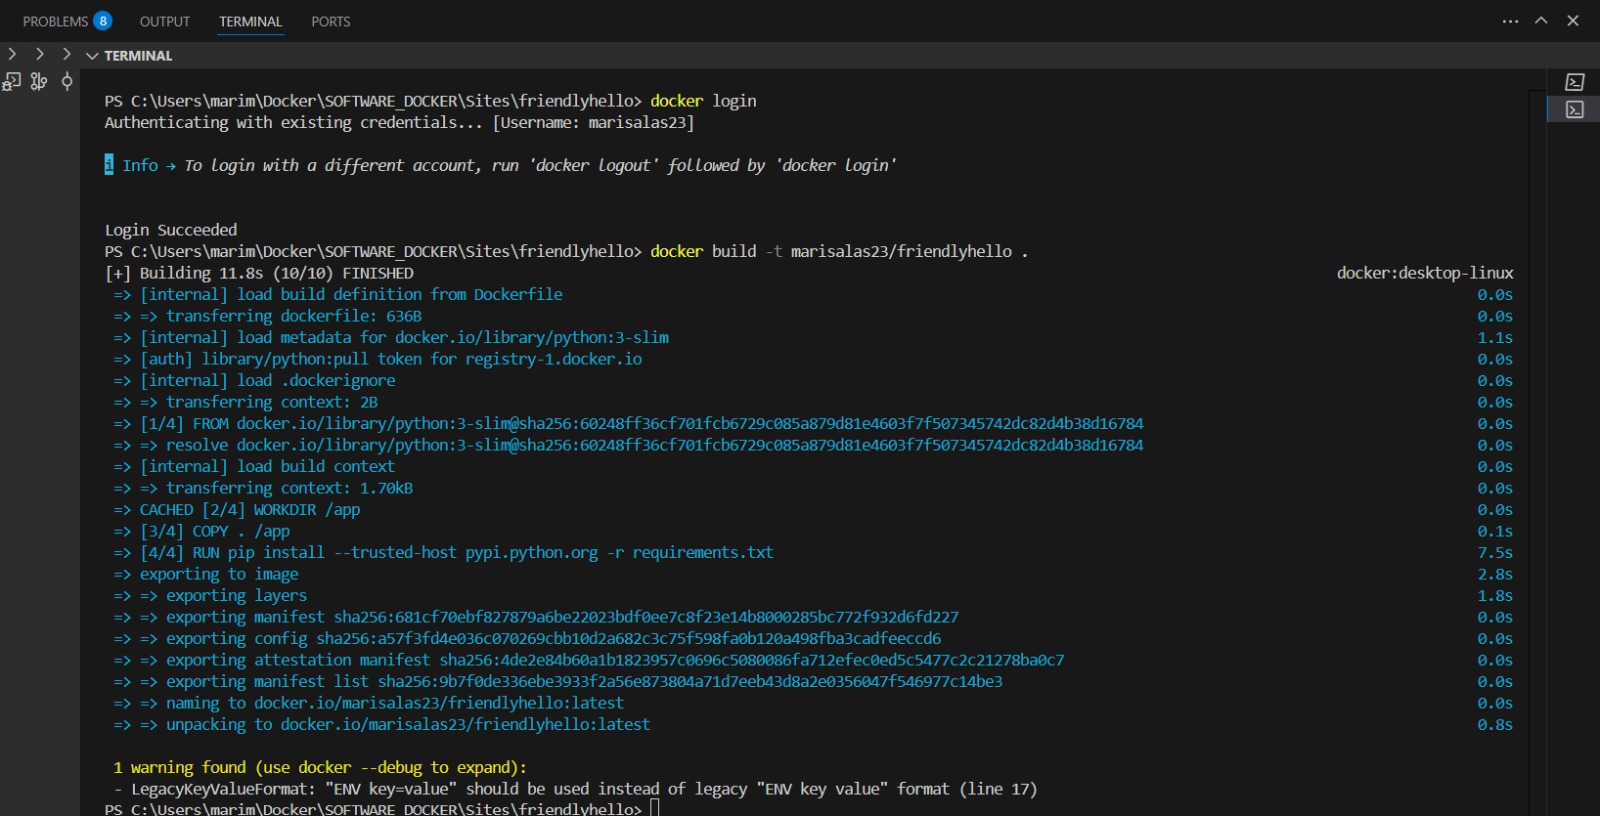 PROBLEMS 8 OUTPUT TERMINAL PORTS
TERMINAL
PS C:\Users\marim\Docker\SOFTWARE_DOCKER\Sites\friendlyhello> docker login
Authenticating with existing credentials... [Username: marisalas23]
i Info → To login with a different account, run 'docker logout' followed by 'docker login'
Login Succeeded
PS C:\Users\marim\Docker\SOFTWARE_DOCKER\Sites\friendlyhello> docker build -t marisalas23/friendlyhello .
[+] Building 11.8s (10/10) FINISHED docker:desktop-linux
=> [internal] load build definition from Dockerfile 0.0s
=> => transferring dockerfile: 636B 0.0s
=> [internal] load metadata for docker.io/library/python:3-slim 1.1s
=> [auth] library/python:pull token for registry-1.docker.io 0.0s
=> [internal] load .dockerignore 0.0s
=> => transferring context: 2B 0.0s
=> [1/4] FROM docker.io/library/python:3-slim@sha256:60248ff36cf701fcb6729c085a879d81e4603f7f507345742dc82d4b38d16784 0.0s
=> => resolve docker.io/library/python:3-slim@sha256:60248ff36cf701fcb6729c085a879d81e4603f7f507345742dc82d4b38d16784 0.0s
=> [internal] load build context 0.0s
=> => transferring context: 1.70kB 0.0s
=> CACHED [2/4] WORKDIR /app 0.0s
=> [3/4] COPY . /app 0.1s
=> [4/4] RUN pip install --trusted-host pypi.python.org -r requirements.txt 7.5s
=> exporting to image 2.8s
=> => exporting layers 1.8s
=> => exporting manifest sha256:681cf70ebf827879a6be22023bdf0ee7c8f23e14b8000285bc772f932d6fd227 0.0s
=> => exporting config sha256:a57f3fd4e036c070269cbb10d2a682c3c75f598fa0b120a498fba3cadfeeccd6 0.0s
=> => exporting attestation manifest sha256:4de2e84b60a1b1823957c0696c5080086fa712efec0ed5c5477c2c21278ba0c7 0.0s
=> => exporting manifest list sha256:9b7f0de336ebe3933f2a56e873804a71d7eeb43d8a2e0356047f546977c14be3 0.0s
=> => naming to docker.io/marisalas23/friendlyhello:latest 0.0s
=> => unpacking to docker.io/marisalas23/friendlyhello:latest 0.8s
1 warning found (use docker --debug to expand):
- LegacyKeyValueFormat: "ENV key=value" should be used instead of legacy "ENV key value" format (line 17)
PS C:\Users\marim\Docker\SOFTWARE_DOCKER\Sites\friendlyhello>